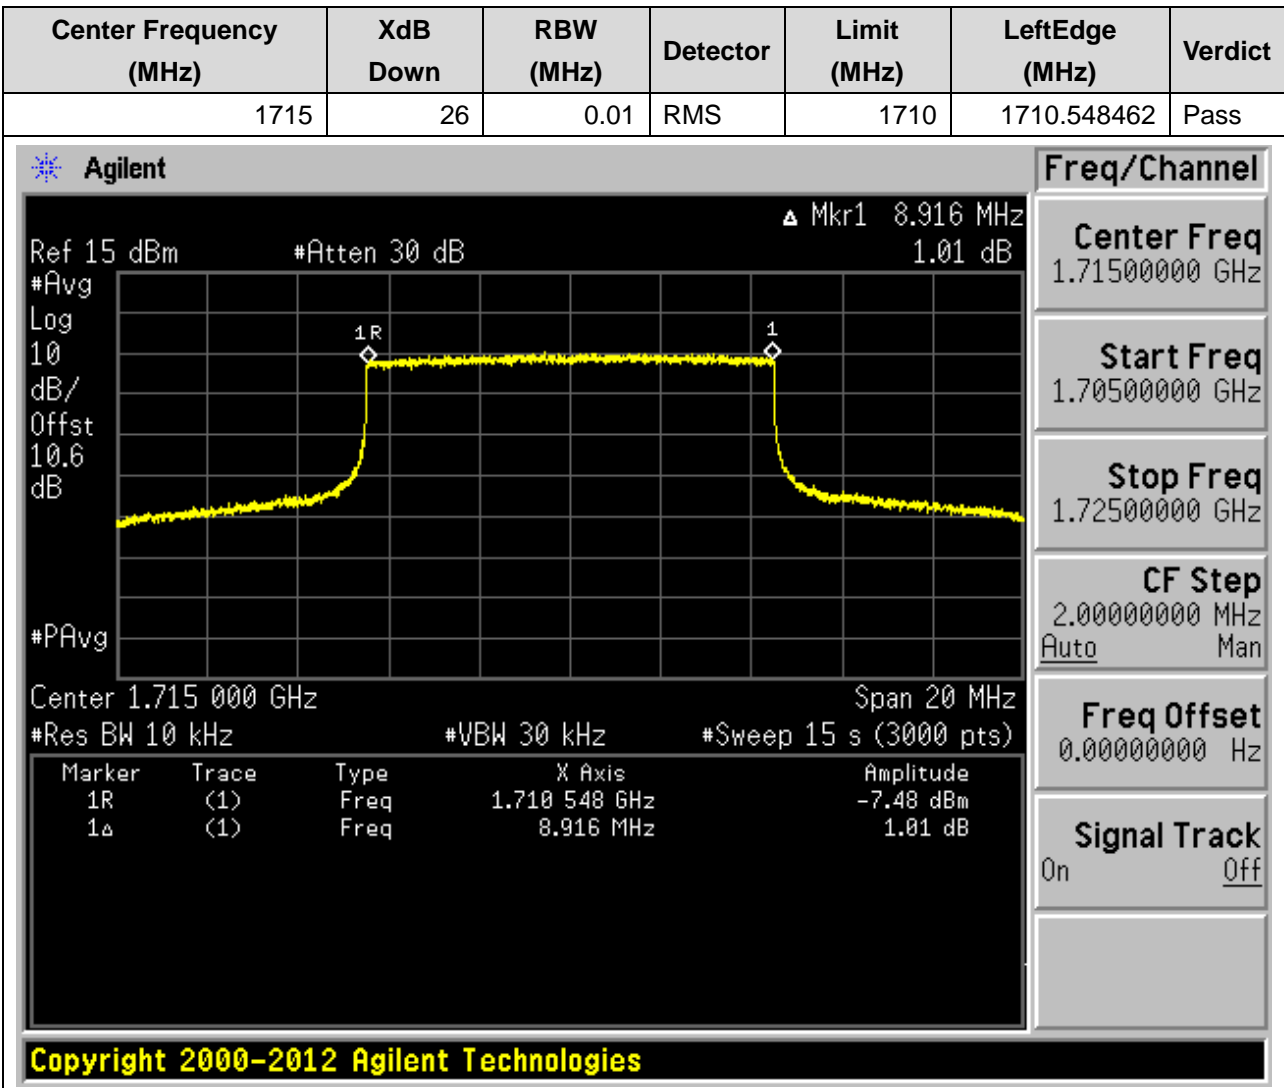 Center Frequency (MHz) XdB Down RBW (MHz) Detector Limit (MHz) LeftEdge (MHz) Verdict
1715 26 0.01 RMS 1710 1710.548462 Pass
Agilent
Freq/Channel
Δ Mkr1 8.916 MHz
Ref 15 dBm #Atten 30 dB 1.01 dB
#Avg
Log
10
dB/
Offst
10.6
dB
1R
1
#PAvg
Center 1.715 000 GHz Span 20 MHz
#Res BW 10 kHz #VBW 30 kHz #Sweep 15 s (3000 pts)
Marker Trace Type X Axis Amplitude
1R (1) Freq 1.710 548 GHz -7.48 dBm
1Δ (1) Freq 8.916 MHz 1.01 dB
Center Freq
1.71500000 GHz
Start Freq
1.70500000 GHz
Stop Freq
1.72500000 GHz
CF Step
2.00000000 MHz
Auto Man
Freq Offset
0.00000000 Hz
Signal Track
On Off
Copyright 2000-2012 Agilent Technologies